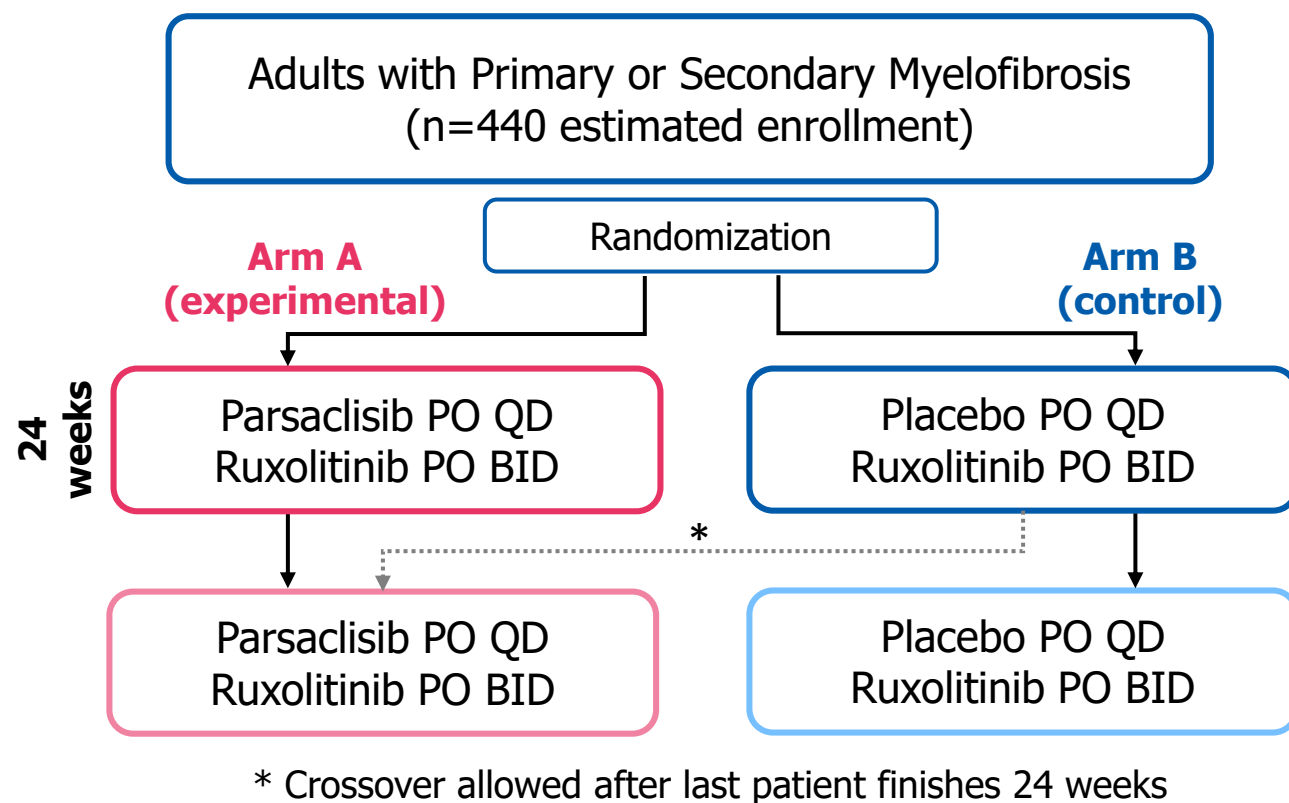 Adults with Primary or Secondary Myelofibrosis
(n=440 estimated enrollment)
Randomization
Arm A
(experimental)
Arm B
(control)
24
weeks
Parsaclisib PO QD
Ruxolitinib PO BID
Placebo PO QD
Ruxolitinib PO BID
*
Parsaclisib PO QD
Ruxolitinib PO BID
Placebo PO QD
Ruxolitinib PO BID
* Crossover allowed after last patient finishes 24 weeks